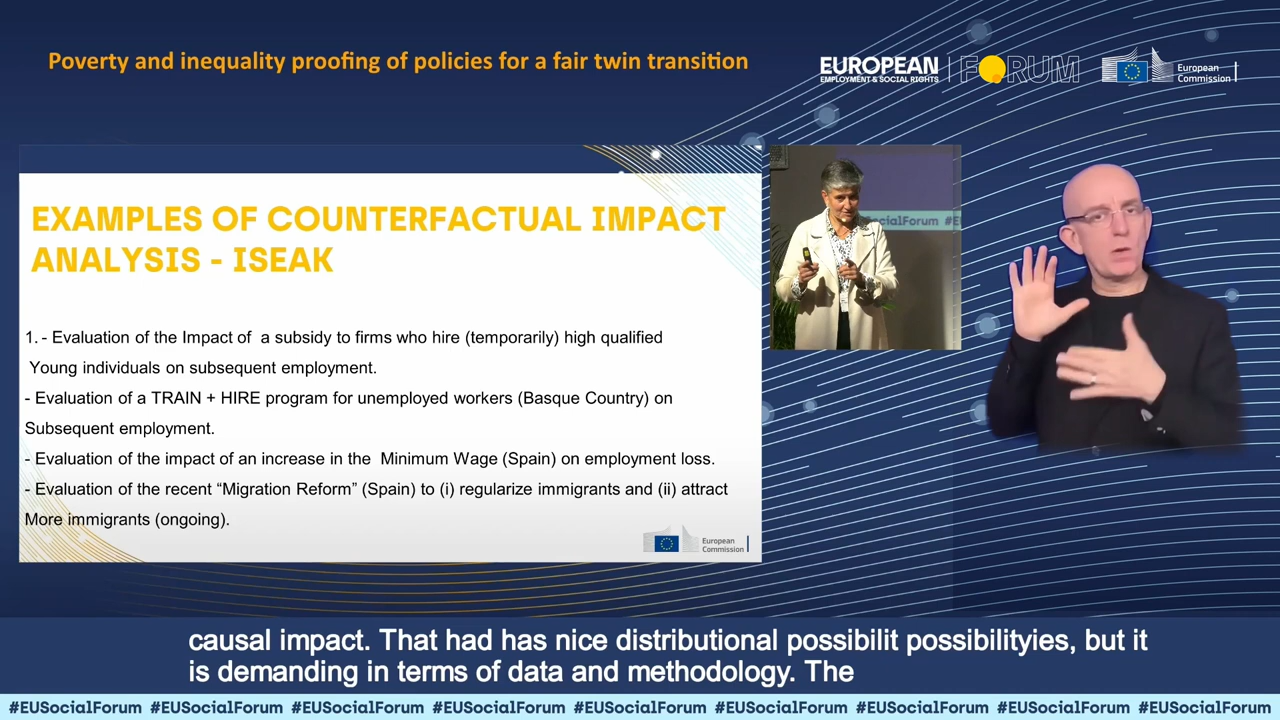 Poverty and inequality proofing of policies for a fair twin transition
EUROPEAN
EMPLOYMENT & SOCIAL RIGHTS
FORUM
European
Commission
EXAMPLES OF COUNTERFACTUAL IMPACT
ANALYSIS - ISEAK
1. - Evaluation of the Impact of a subsidy to firms who hire (temporarily) high qualified
Young individuals on subsequent employment.
- Evaluation of a TRAIN + HIRE program for unemployed workers (Basque Country) on
Subsequent employment.
- Evaluation of the impact of an increase in the Minimum Wage (Spain) on employment loss.
- Evaluation of the recent “Migration Reform” (Spain) to (i) regularize immigrants and (ii) attract
More immigrants (ongoing).
European
Commission
SocialForum #E
causal impact. That had has nice distributional possibilit possibilityies, but it
is demanding in terms of data and methodology. The
#EUSocialForum #EUSocialForum #EUSocialForum #EUSocialForum #EUSocialForum #EUSocialForum #EUSocialForum #EUSocialForum #EUSocialForum